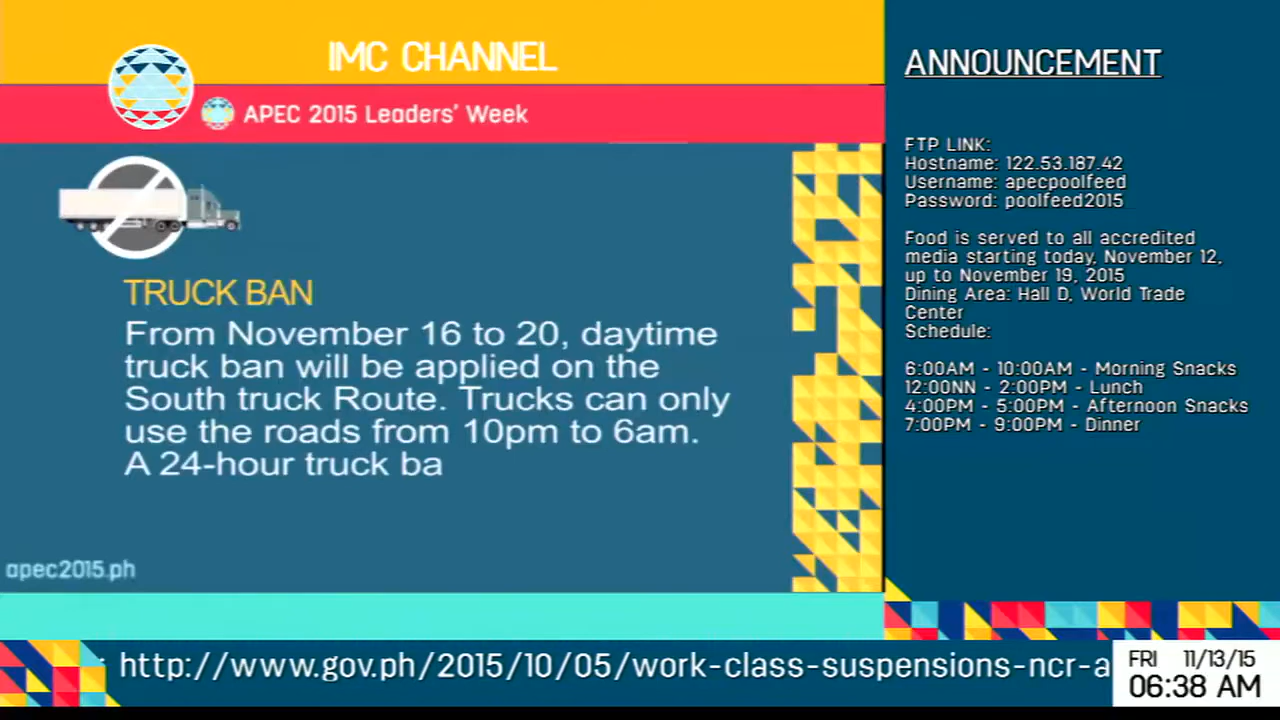 IMC CHANNEL
APEC 2015 Leaders' Week
TRUCK BAN
From November 16 to 20, daytime
truck ban will be applied on the
South truck Route. Trucks can only
use the roads from 10pm to 6am.
A 24-hour truck ba
apec2015.ph
ANNOUNCEMENT
FTP LINK:
Hostname: 122.53.187.42
Username: apecpoolfeed
Password: poolfeed2015
Food is served to all accredited
media starting today, November 12,
up to November 19, 2015
Dining Area: Hall D, World Trade
Center
Schedule:
6:00AM - 10:00AM - Morning Snacks
12:00NN - 2:00PM - Lunch
4:00PM - 5:00PM - Afternoon Snacks
7:00PM - 9:00PM - Dinner
http://www.gov.ph/2015/10/05/work-class-suspensions-ncr-a
FRI 11/13/15
06:38 AM